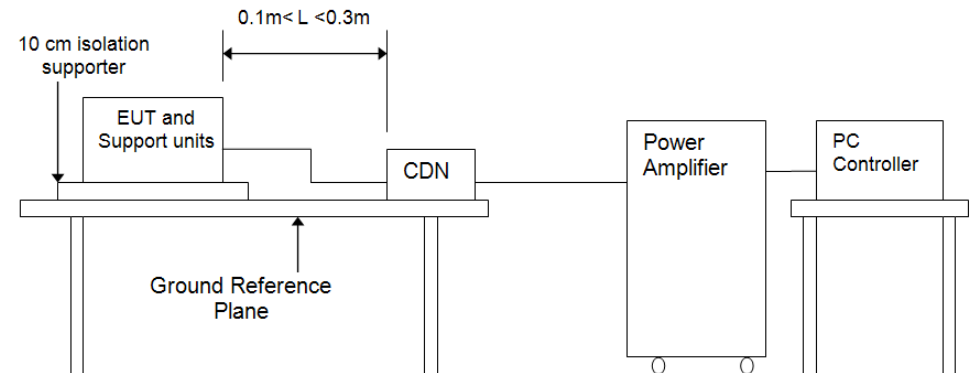 0.1m< L <0.3m
10 cm isolation
supporter
EUT and
Support units
CDN
Power
Amplifier
PC
Controller
Ground Reference
Plane